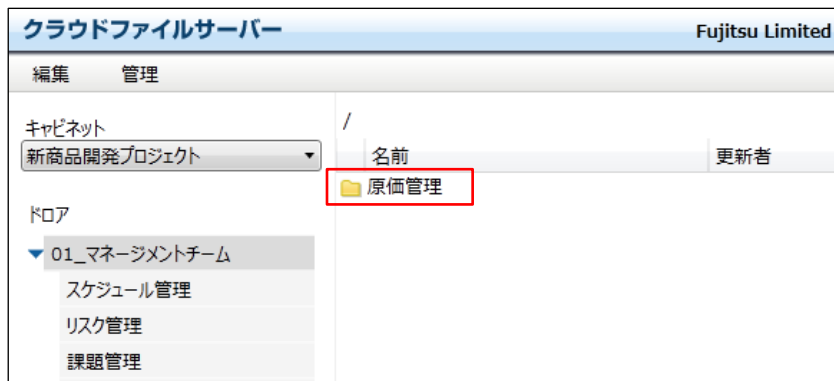 クラウドファイルサーバー Fujitsu Limited
編集 管理
キャビネット
新商品開発プロジェクト
ドロア
01_マネージメントチーム
スケジュール管理
リスク管理
課題管理
/
名前 更新者
原価管理